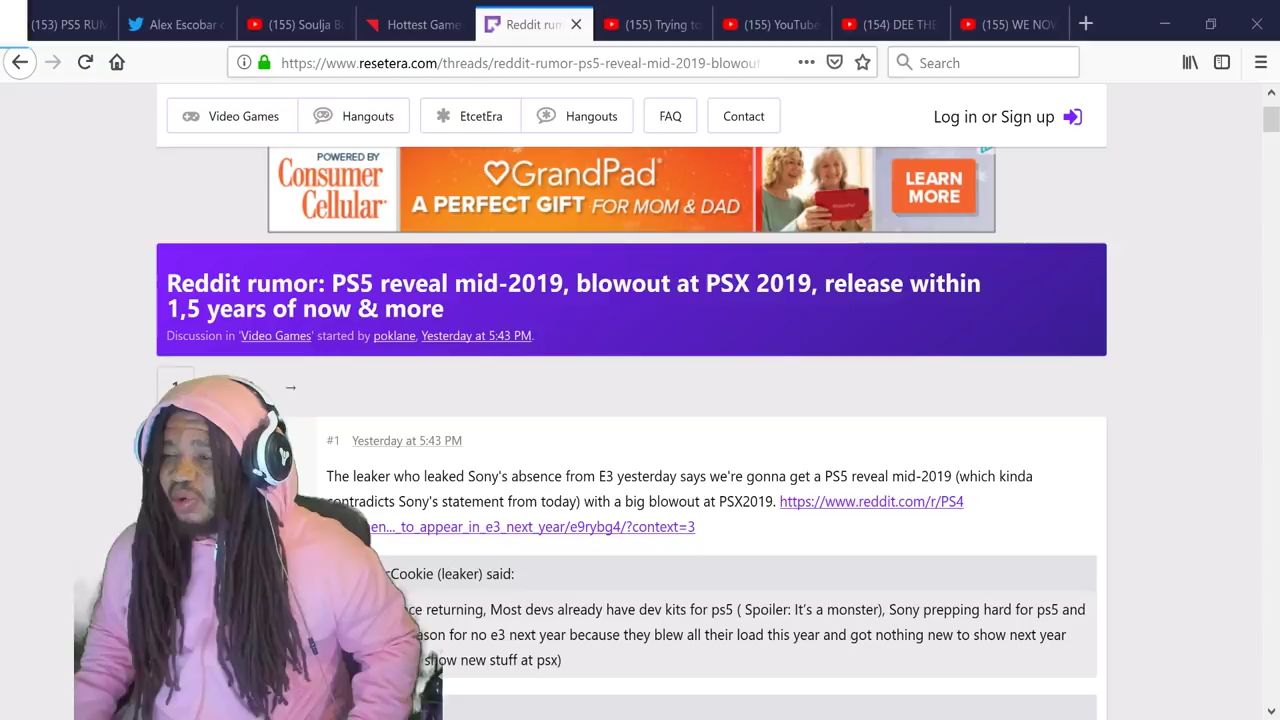 (153) PS5 RUM
Alex Escobar
(155) Soulja B
Hottest Game
Reddit rum
(155) Trying to
(155) YouTube
(154) DEE THE
(155) WE NOV
https://www.resetera.com/threads/reddit-rumor-ps5-reveal-mid-2019-blowout
Search
Video Games
Hangouts
EtcetEra
Hangouts
FAQ
Contact
Log in or Sign up
POWERED BY
Consumer
Cellular
GrandPad
A PERFECT GIFT FOR MOM & DAD
LEARN
MORE
Reddit rumor: PS5 reveal mid-2019, blowout at PSX 2019, release within
1,5 years of now & more
Discussion in 'Video Games' started by poklane, Yesterday at 5:43 PM.
#1 Yesterday at 5:43 PM
The leaker who leaked Sony's absence from E3 yesterday says we're gonna get a PS5 reveal mid-2019 (which kinda
contradicts Sony's statement from today) with a big blowout at PSX2019. https://www.reddit.com/r/PS4
en..._to_appear_in_e3_next_year/e9rybg4/?context=3
Cookie (leaker) said:
returning, Most devs already have dev kits for ps5 ( Spoiler: It's a monster), Sony prepping hard for ps5 and
for no e3 next year because they blew all their load this year and got nothing new to show next year
show new stuff at psx)